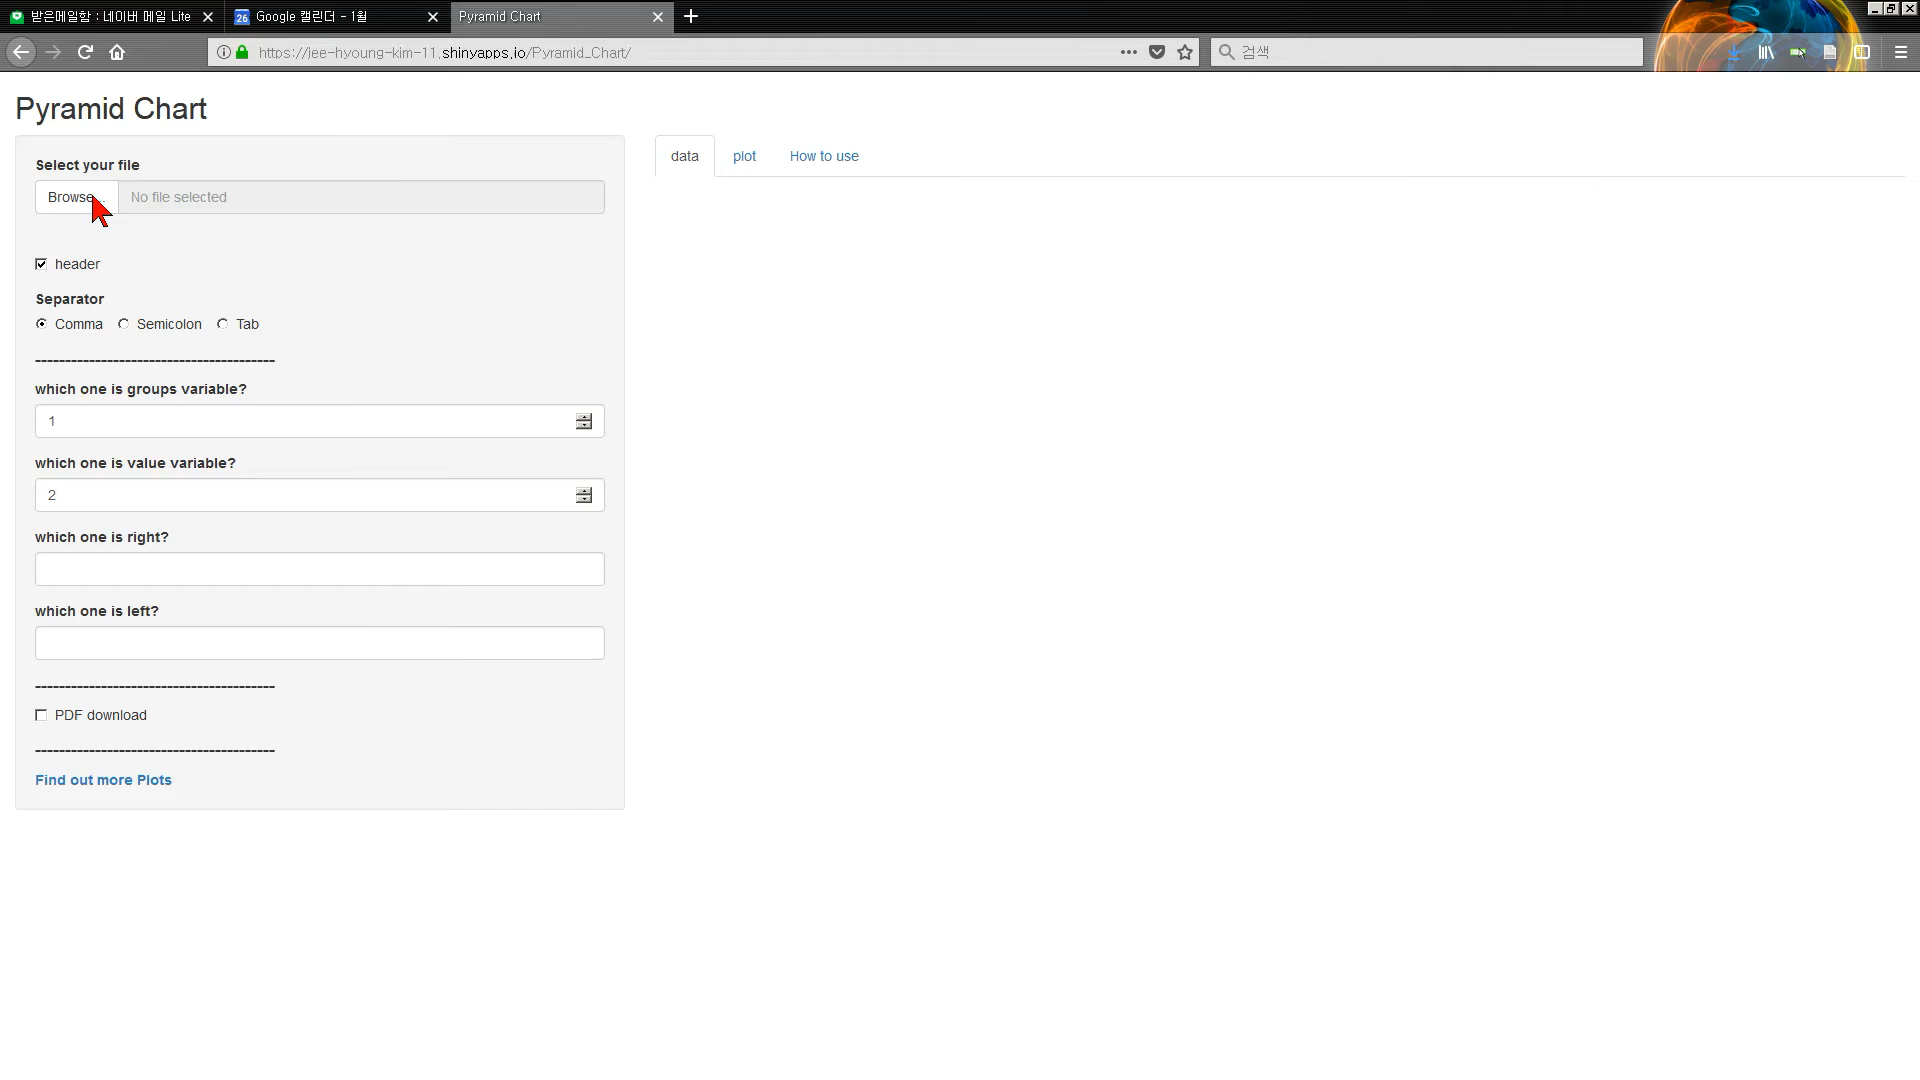 받은메일함 : 네이버 메일 Lite
26 Google 캘린더 - 1월
Pyramid Chart
https://jee-hyoung-kim-11.shinyapps.io/Pyramid_Chart/
검색
Pyramid Chart
Select your file
Browse...
No file selected
header
Separator
Comma Semicolon Tab
----------------------------------------
which one is groups variable?
1
which one is value variable?
2
which one is right?
which one is left?
----------------------------------------
PDF download
----------------------------------------
Find out more Plots
data plot How to use